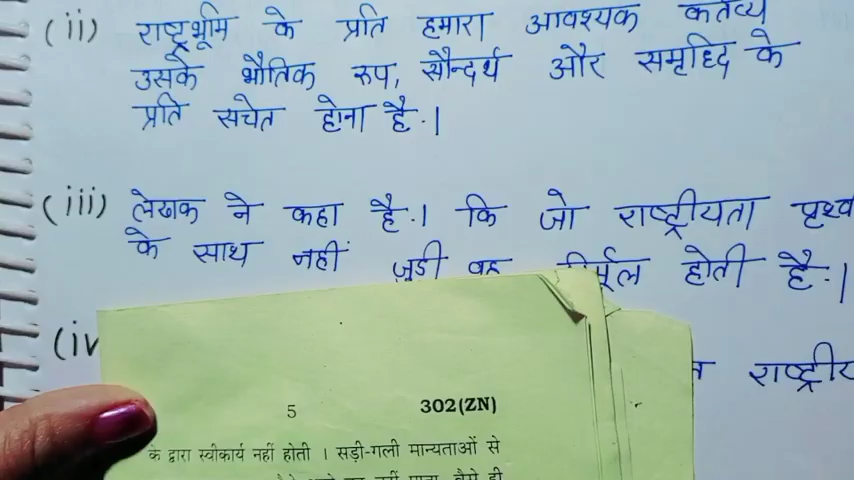 (ii) राष्ट्रभूमि के प्रति हमारा आवश्यक कर्तव्य
उसके भौतिक रूप, सौन्दर्य और समृद्दि के
प्रति सचेत होना है।
(iii) लेखक ने कहा है। कि जो राष्ट्रीयता
के साथ नहीं जुडी वह होती है।
5 302(ZN)
के द्वारा स्वीकार्य नहीं होती । सड़ी-गली मान्यताओं से